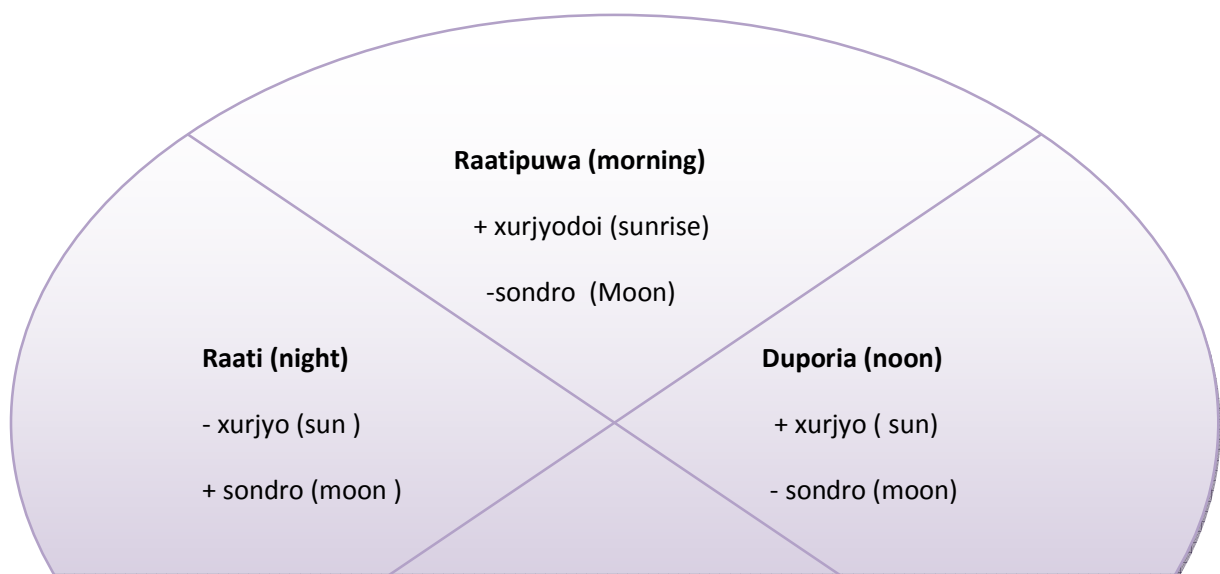 Raatipuwa (morning)
+ xurjyodoi (sunrise)
-sondro (Moon)
Raati (night)
- xurjyo (sun )
+ sondro (moon )
Duporia (noon)
+ xurjyo ( sun)
- sondro (moon)